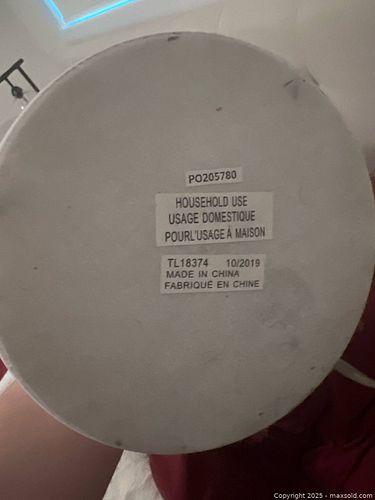 PO205780
HOUSEHOLD USE
USAGE DOMESTIQUE
POURL'USAGE À MAISON
TL18374 10/2019
MADE IN CHINA
FABRIQUÉ EN CHINE
Copyright 2025 - maxsold.com